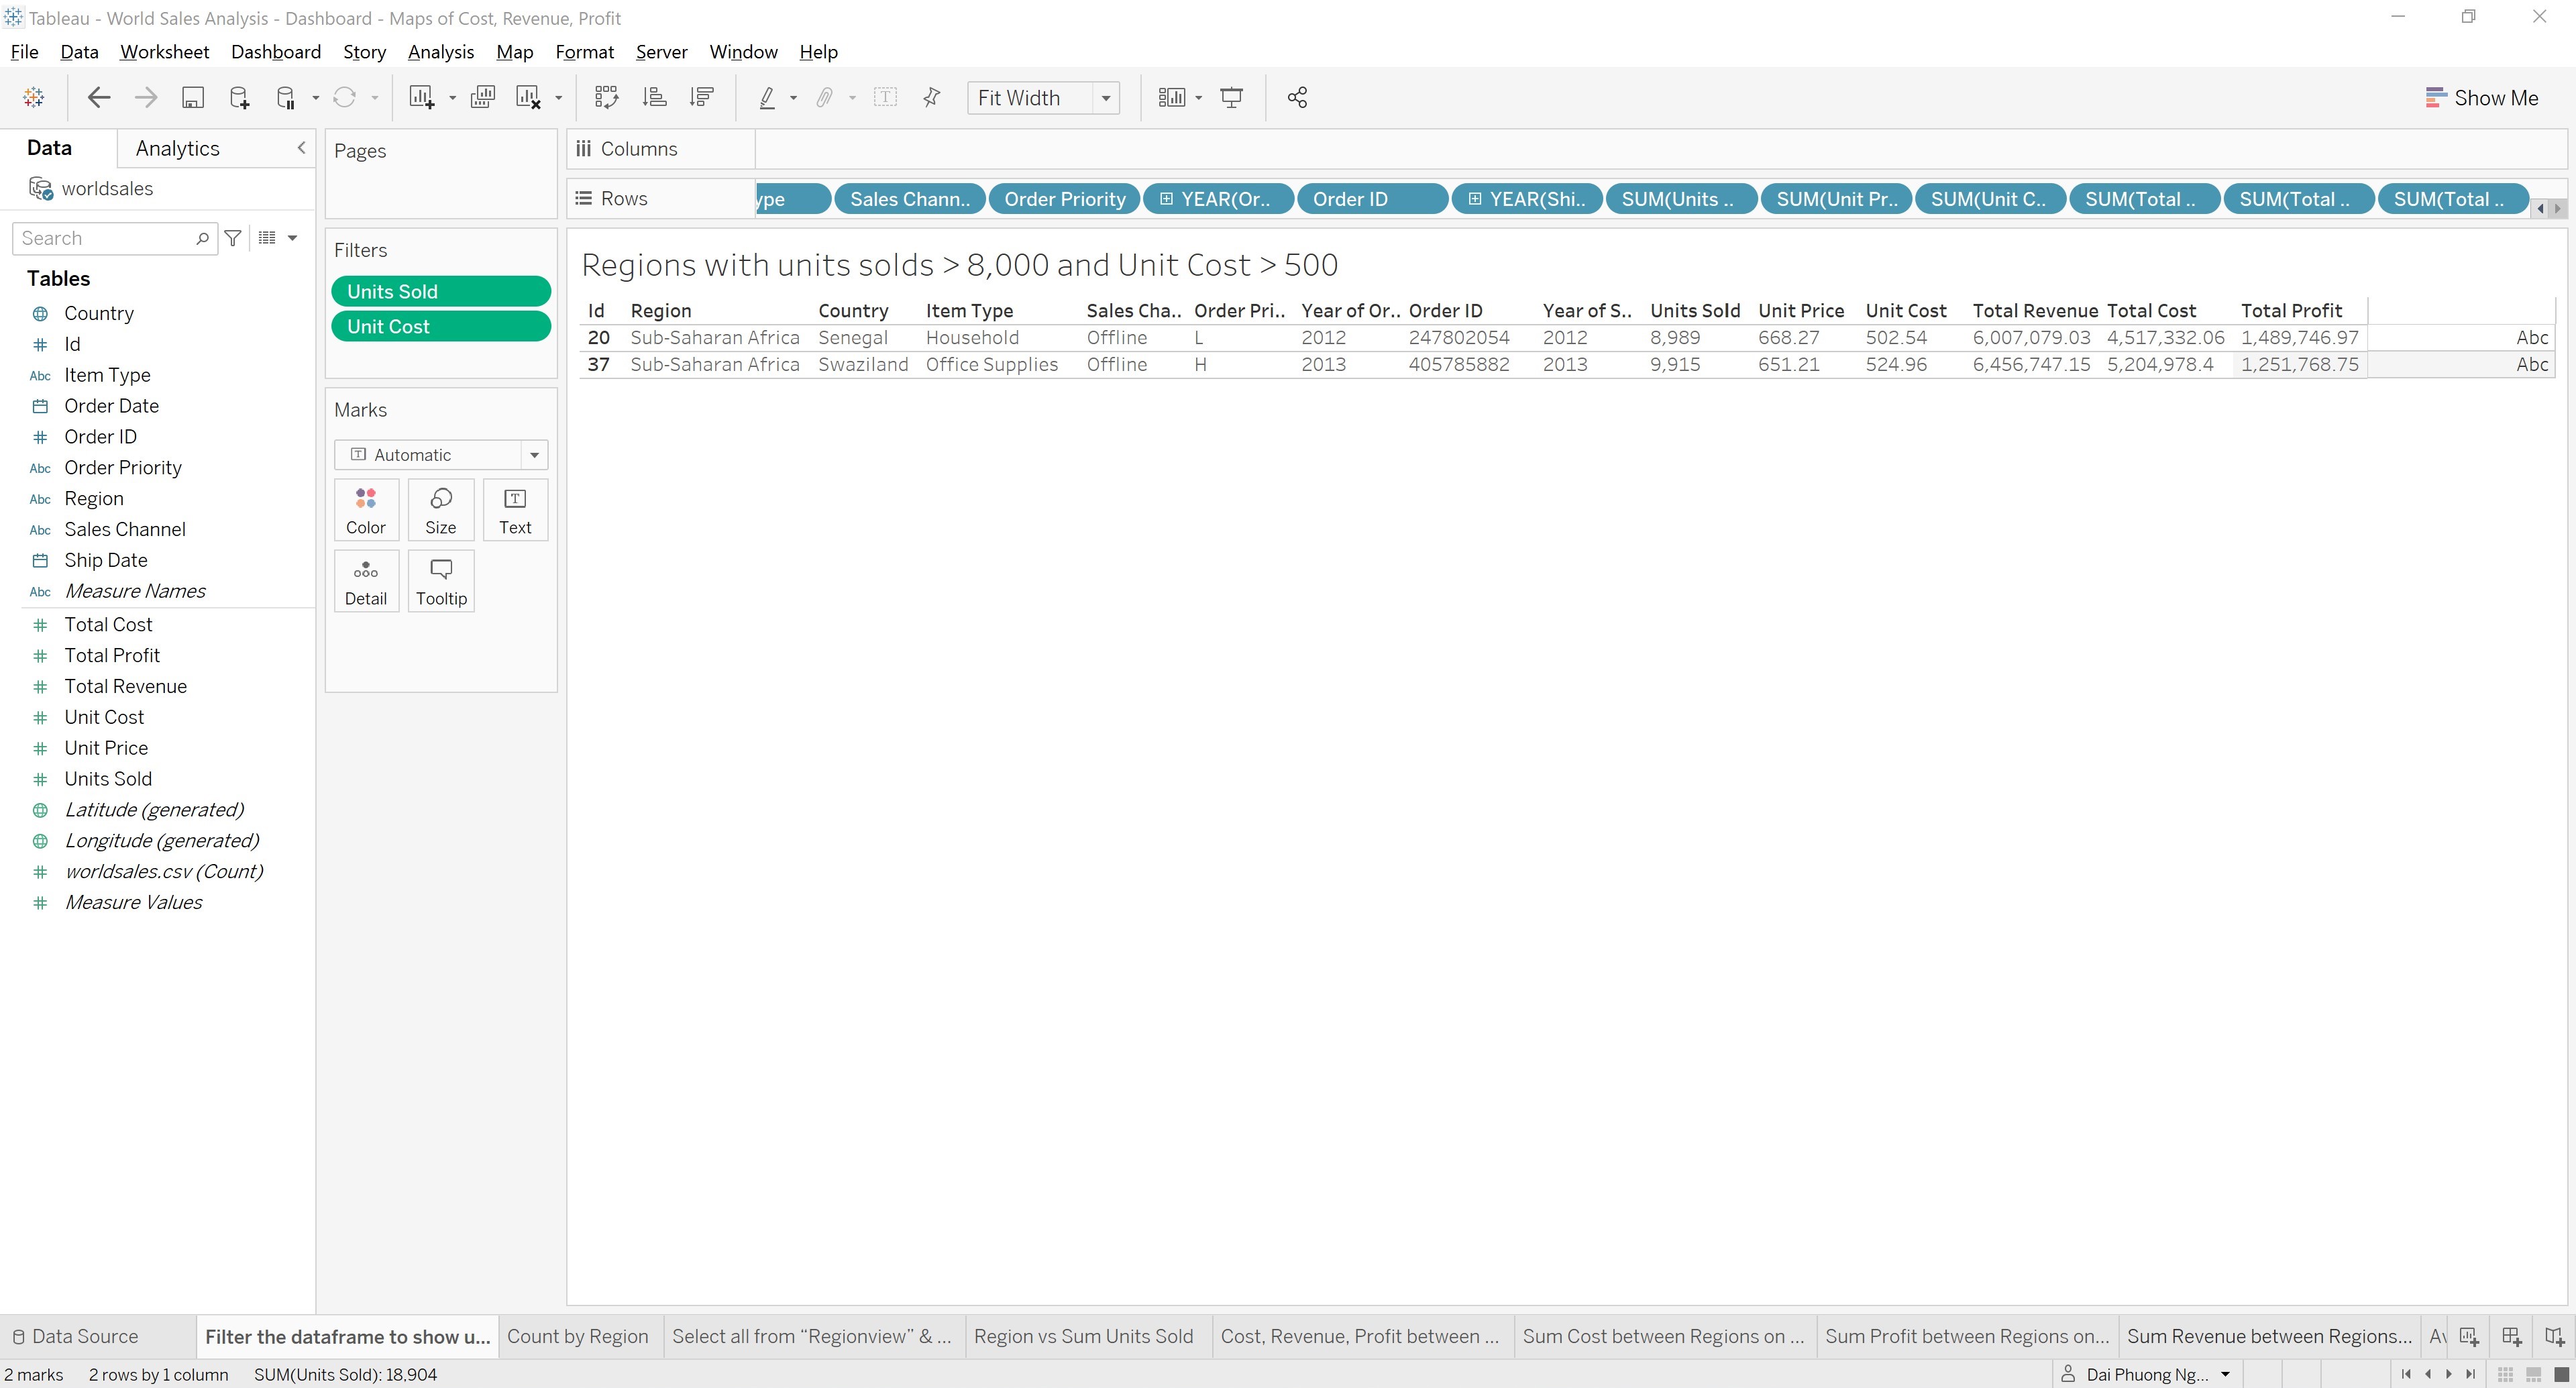 Tableau - World Sales Analysis - Dashboard - Maps of Cost, Revenue, Profit
File Data Worksheet Dashboard Story Analysis Map Format Server Window Help
Fit Width
Show Me
Data Analytics
worldsales
Search
Tables
Country
# Id
Abc Item Type
Order Date
# Order ID
Abc Order Priority
Abc Region
Abc Sales Channel
Ship Date
Abc Measure Names
# Total Cost
# Total Profit
# Total Revenue
# Unit Cost
# Unit Price
# Units Sold
Latitude (generated)
Longitude (generated)
# worldsales.csv (Count)
# Measure Values
Pages
Filters
Units Sold
Unit Cost
Marks
T Automatic
Color Size T Text
Detail Tooltip
Columns
Rows ype Sales Chann.. Order Priority YEAR(Or.. Order ID YEAR(Shi.. SUM(Units .. SUM(Unit Pr.. SUM(Unit C.. SUM(Total .. SUM(Total .. SUM(Total ..
Regions with units solds > 8,000 and Unit Cost > 500
Id Region Country Item Type Sales Cha.. Order Pri.. Year of Or.. Order ID Year of S.. Units Sold Unit Price Unit Cost Total Revenue Total Cost Total Profit
20 Sub-Saharan Africa Senegal Household Offline L 2012 247802054 2012 8,989 668.27 502.54 6,007,079.03 4,517,332.06 1,489,746.97 Abc
37 Sub-Saharan Africa Swaziland Office Supplies Offline H 2013 405785882 2013 9,915 651.21 524.96 6,456,747.15 5,204,978.4 1,251,768.75 Abc
Data Source Filter the dataframe to show u... Count by Region Select all from “Regionview” & ... Region vs Sum Units Sold Cost, Revenue, Profit between ... Sum Cost between Regions on ... Sum Profit between Regions on... Sum Revenue between Regions...
2 marks 2 rows by 1 column SUM(Units Sold): 18,904 Dai Phuong Ng...